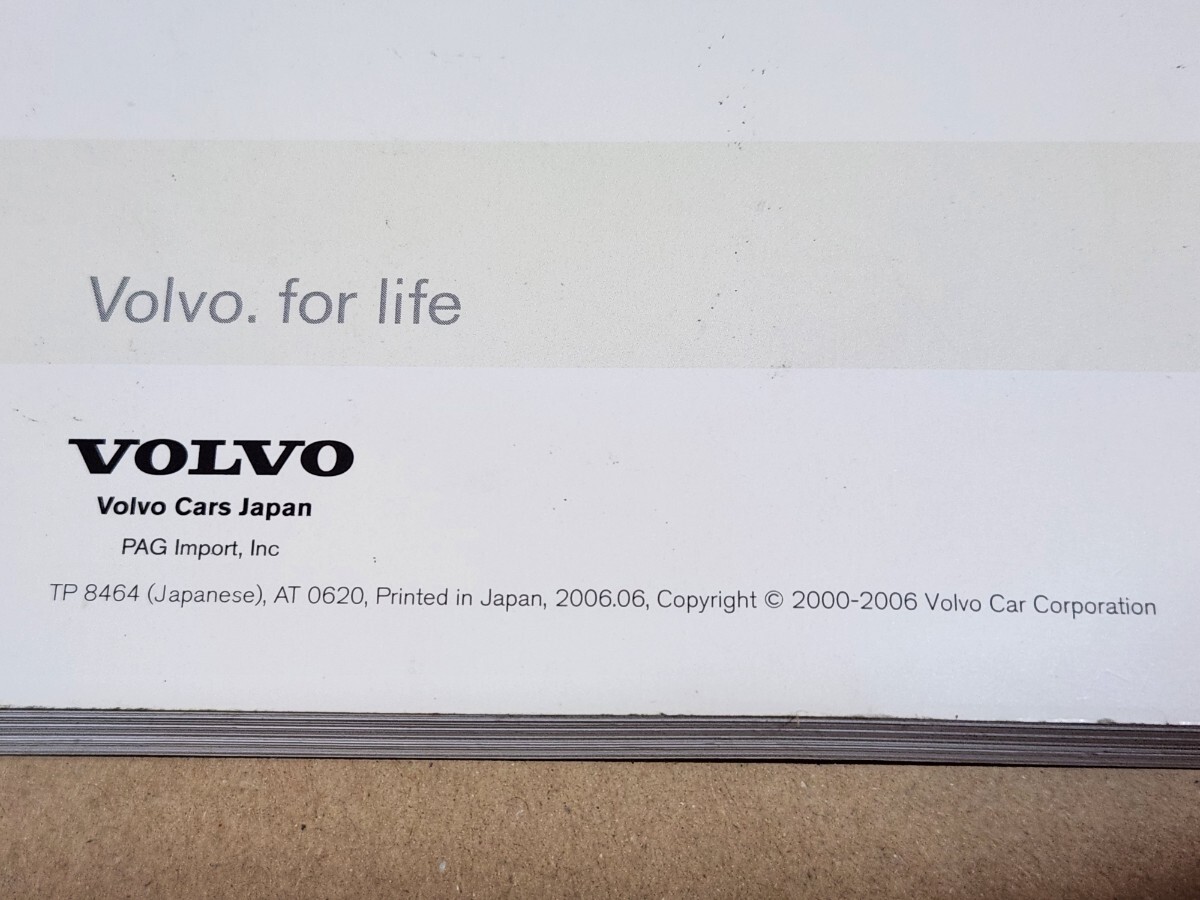 Volvo. for life
VOLVO
Volvo Cars Japan
PAG Import, Inc
TP 8464 (Japanese), AT 0620, Printed in Japan, 2006.06, Copyright © 2000-2006 Volvo Car Corporation